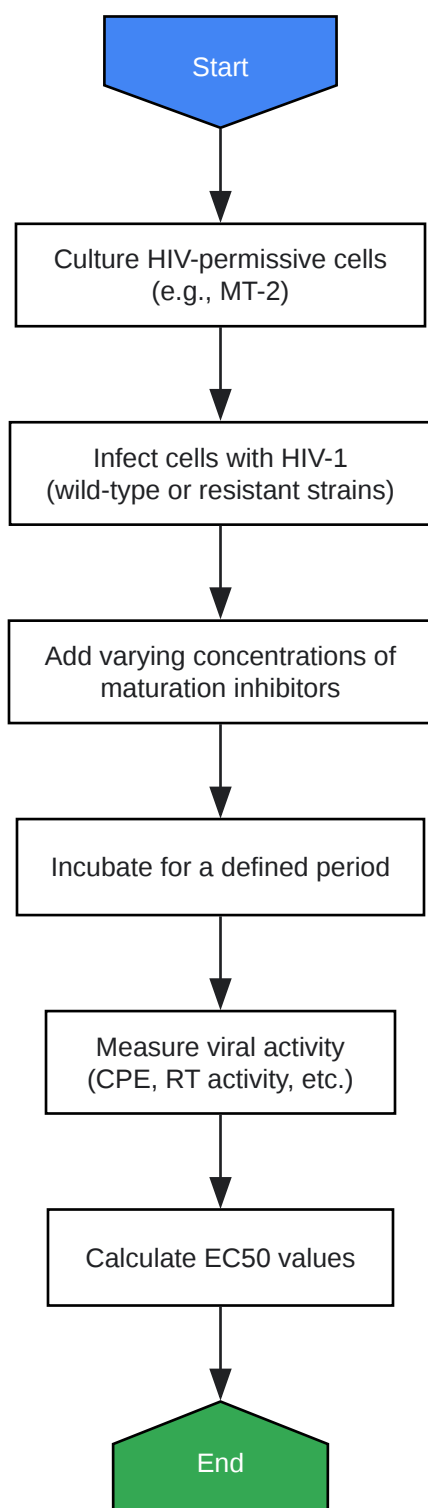 Start
Culture HIV-permissive cells
(e.g., MT-2)
Infect cells with HIV-1
(wild-type or resistant strains)
Add varying concentrations of
maturation inhibitors
Incubate for a defined period
Measure viral activity
(CPE, RT activity, etc.)
Calculate EC50 values
End